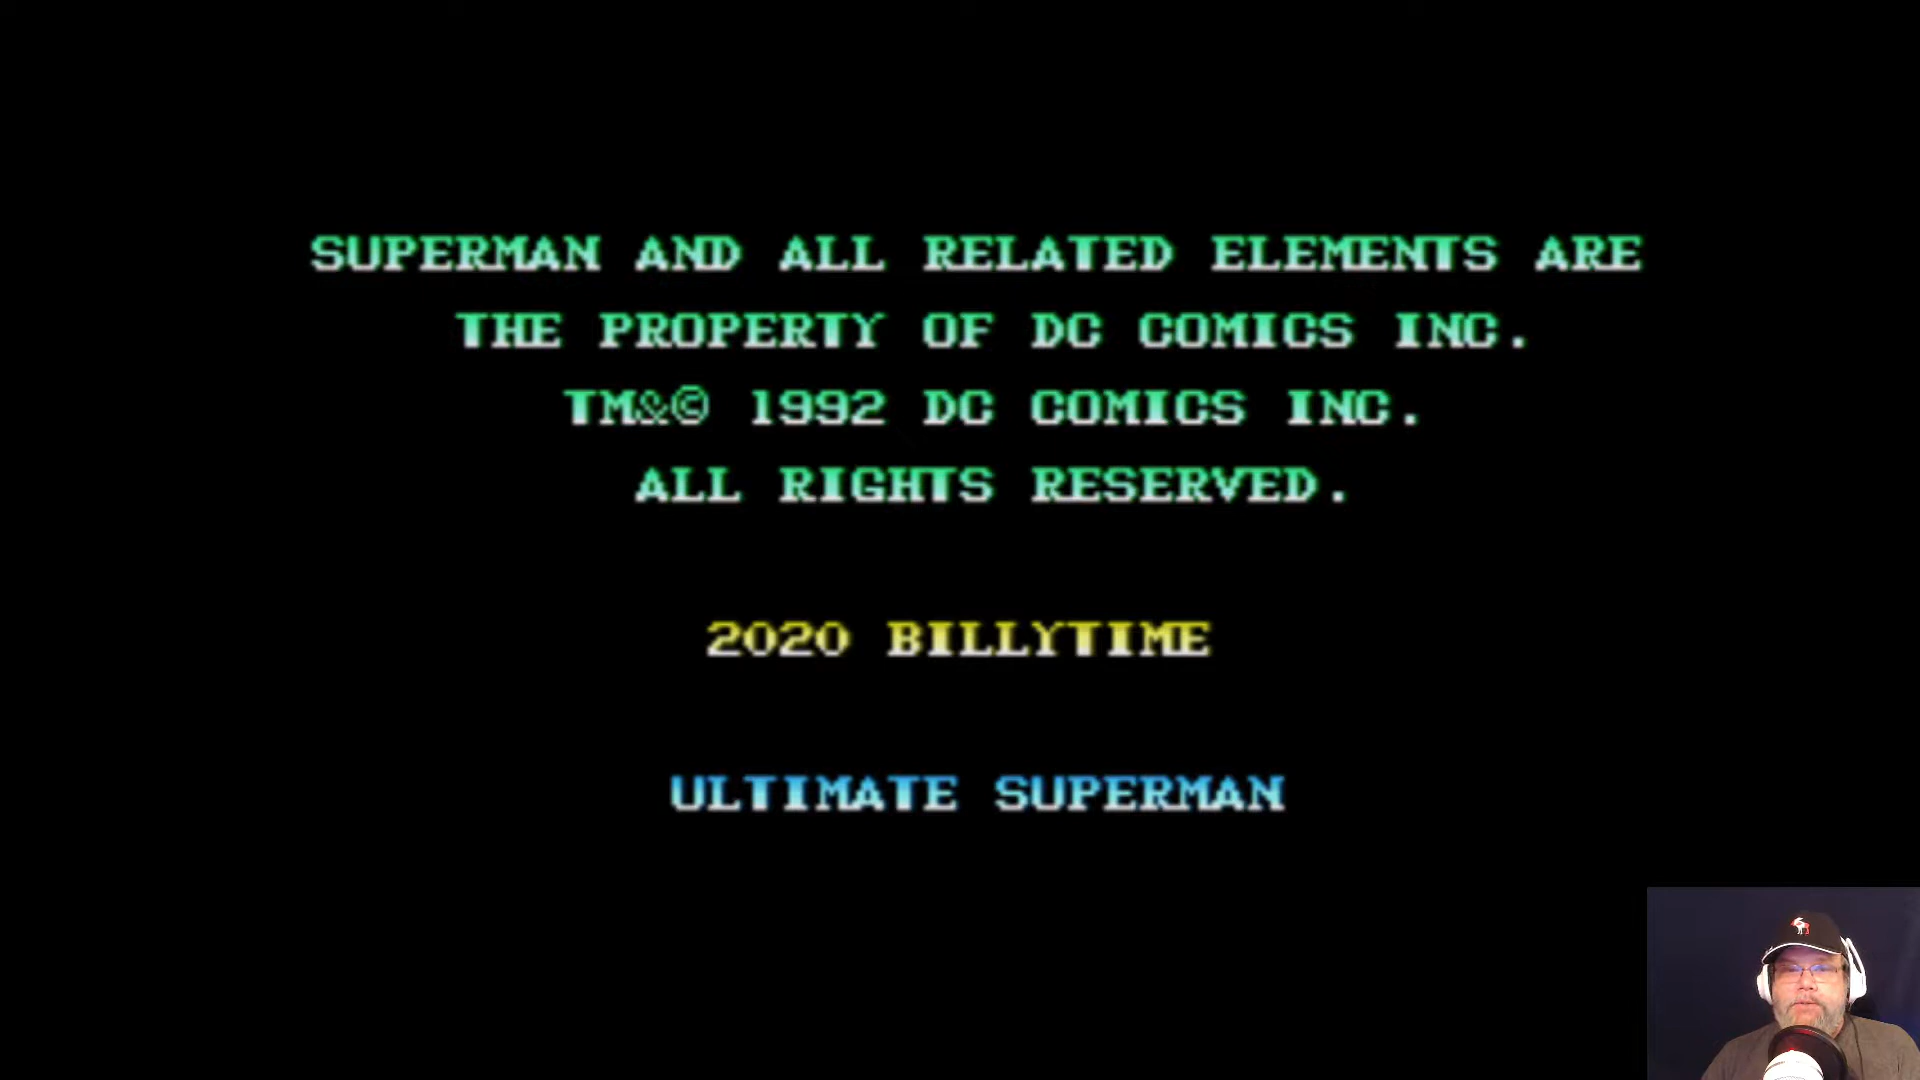 SUPERMAN AND ALL RELATED ELEMENTS ARE
THE PROPERTY OF DC COMICS INC.
TM&© 1992 DC COMICS INC.
ALL RIGHTS RESERVED.
2020 BILLYTIME
ULTIMATE SUPERMAN